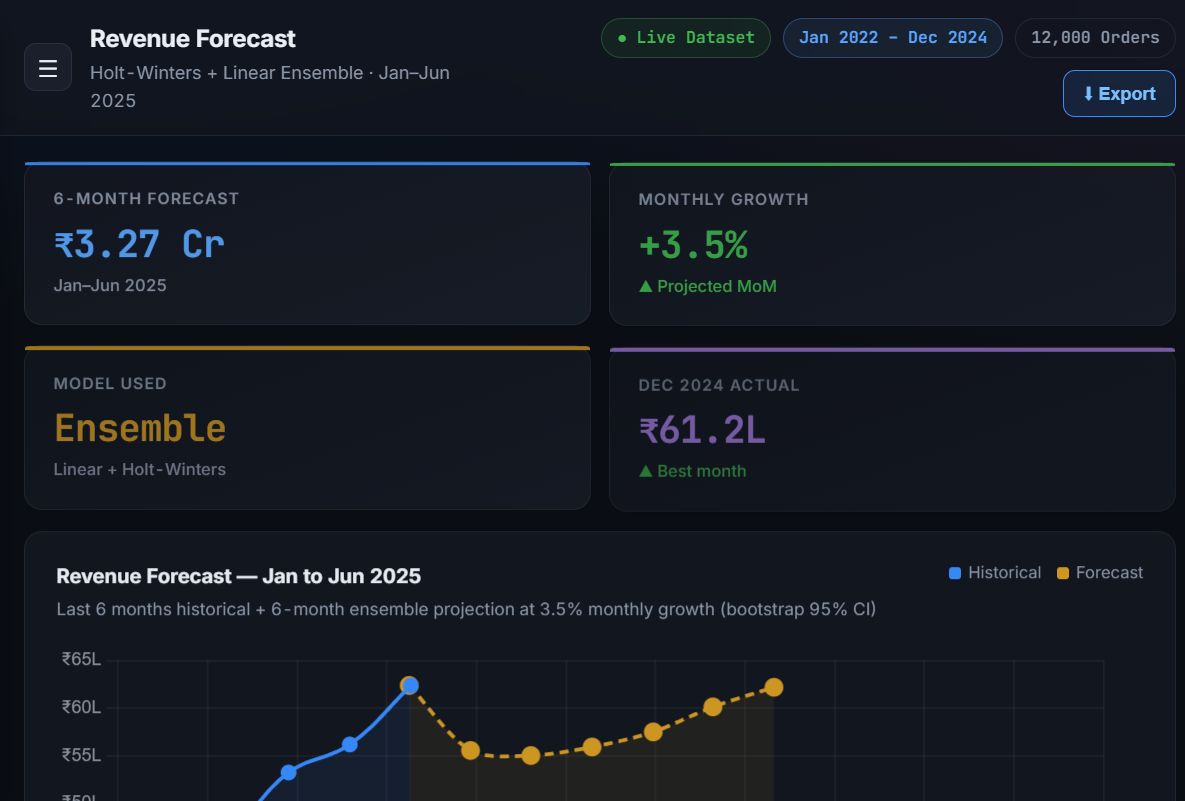 Revenue Forecast
Holt-Winters + Linear Ensemble · Jan–Jun
2025
● Live Dataset
Jan 2022 – Dec 2024
12,000 Orders
⬇ Export
6-MONTH FORECAST
₹3.27 Cr
Jan–Jun 2025
MONTHLY GROWTH
+3.5%
▲ Projected MoM
MODEL USED
Ensemble
Linear + Holt-Winters
DEC 2024 ACTUAL
₹61.2L
▲ Best month
Revenue Forecast — Jan to Jun 2025
Historical
Forecast
Last 6 months historical + 6-month ensemble projection at 3.5% monthly growth (bootstrap 95% CI)
₹65L
₹60L
₹55L
₹50L